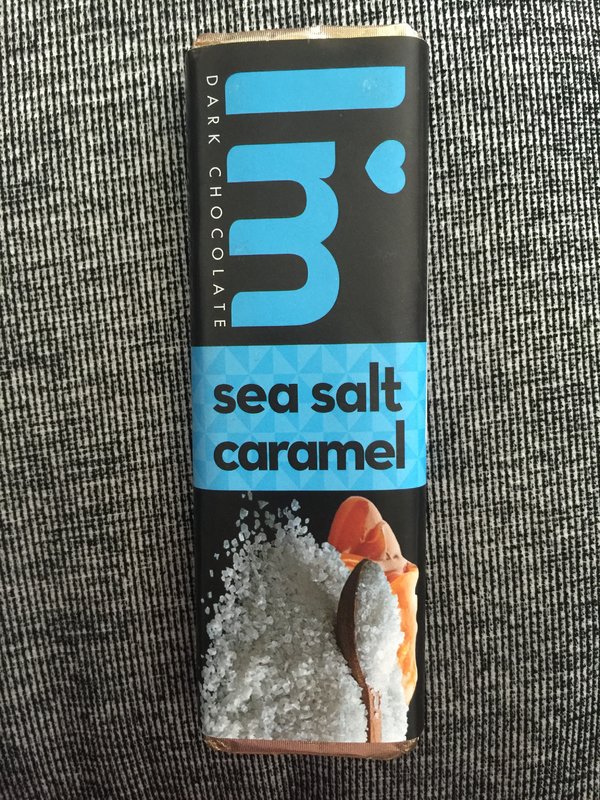 I'm
DARK CHOCOLATE
sea salt
caramel